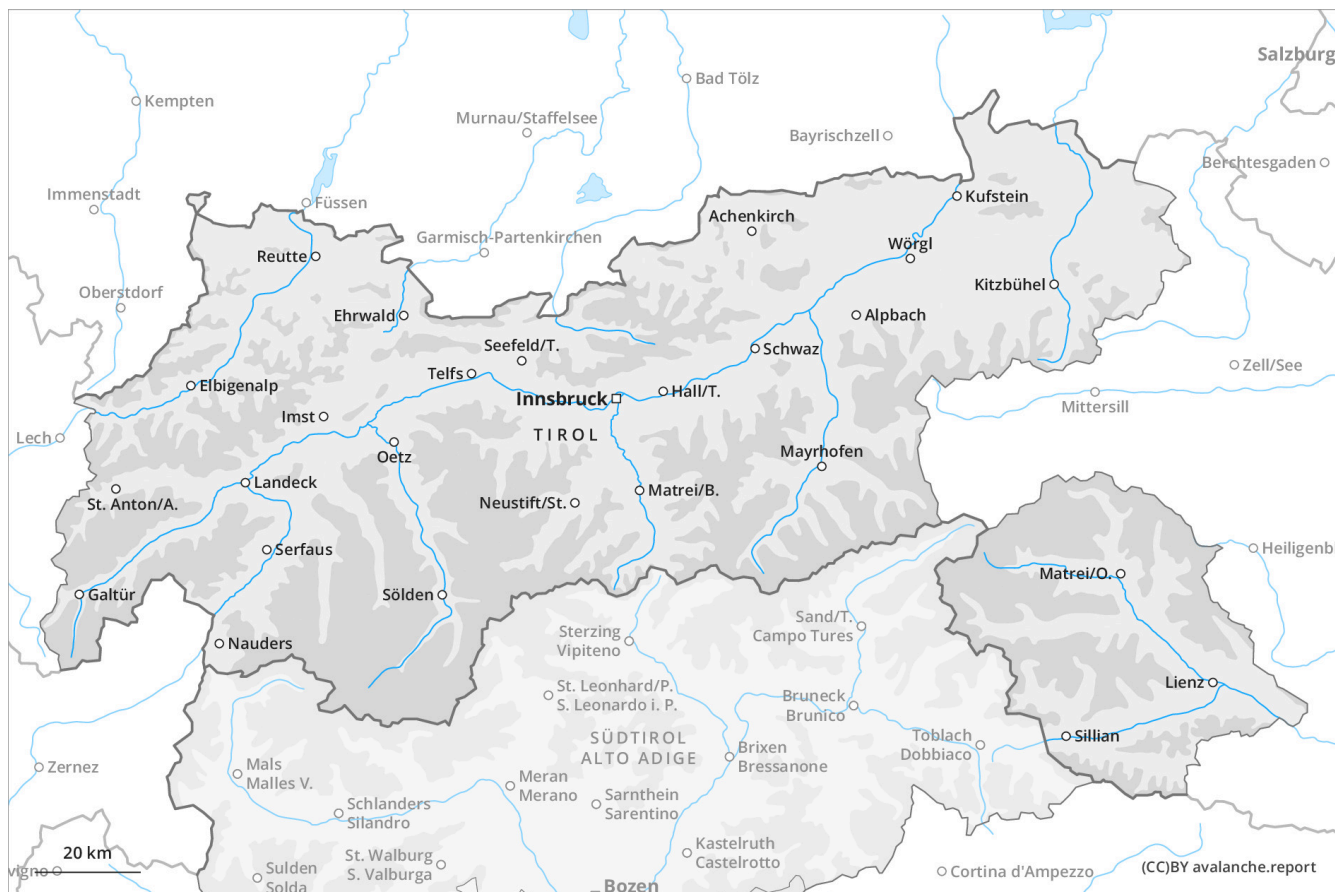 Salzburg
Kempten
Bad Tölz
Murnau/Staffelsee
Bayrischzell
Berchtesgaden
Immenstadt
Füssen
Kufstein
Achenkirch
Garmisch-Partenkirchen
Wörgl
Reutte
Oberstdorf
Kitzbühel
Ehrwald
Alpbach
Seefeld/T.
Schwaz
Telfs
Zell/See
Elbigenalp
Innsbruck
Hall/T.
Mittersill
Imst
TIROL
Lech
Oetz
Mayrhofen
Landeck
Matrei/B.
St. Anton/A.
Neustift/St.
Serfaus
Heiligenb
Matrei/O.
Galtür
Sölden
Sand/T.
Campo Tures
Sterzing
Vipiteno
Nauders
Lienz
St. Leonhard/P.
S. Leonardo i. P.
Bruneck
Brunico
SÜDTIROL
ALTO ADIGE
Toblach
Dobbiaco
Sillian
Brixen
Bressanone
Zernez
Mals
Malles V.
Meran
Merano
Sarnthein
Sarentino
Schlanders
Silandro
Kastelruth
Castelrotto
20 km
St. Walburg
S. Valburga
vigno
Sulden
Solda
Cortina d'Ampezzo
(CC)BY avalanche.report
Bozen